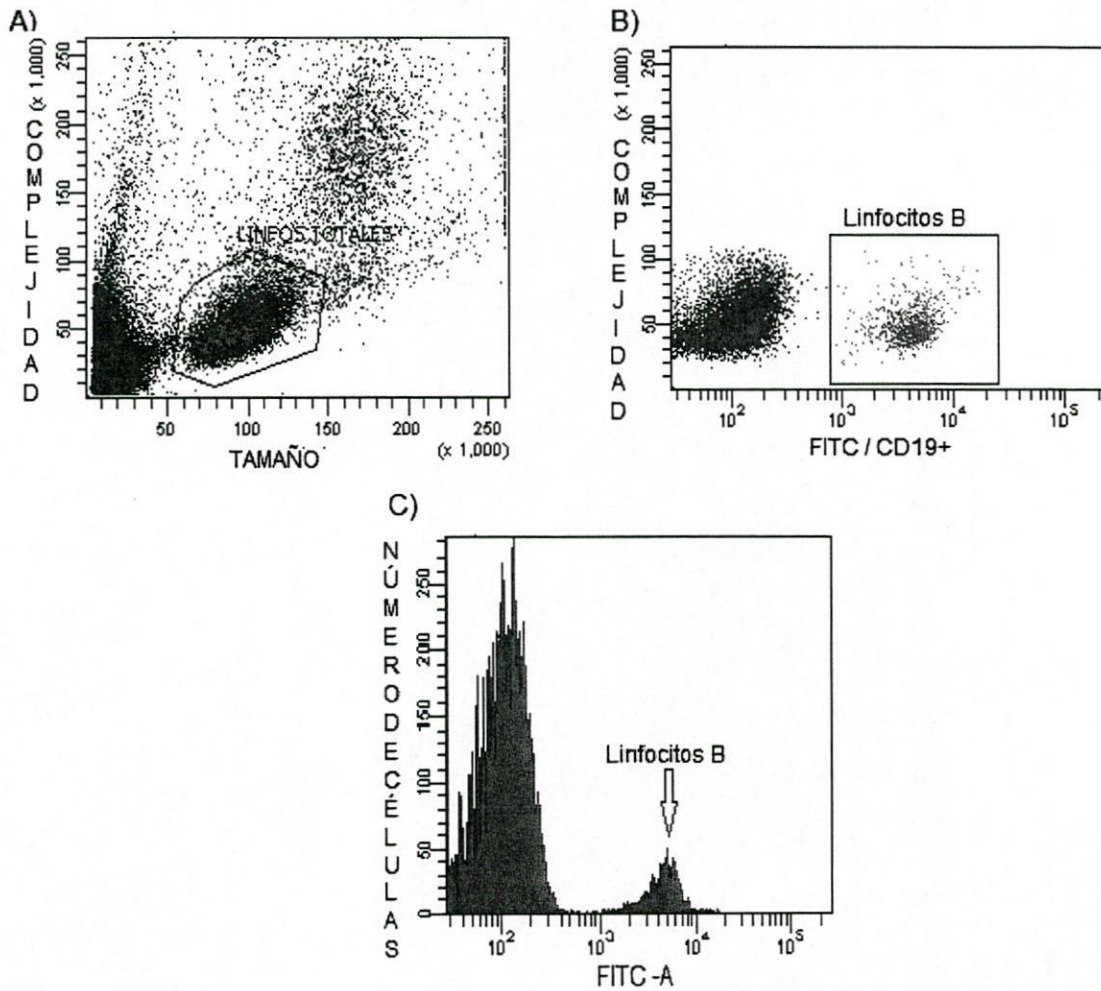 A)
COMPLEJIDAD (x 1,000)
50 100 150 200 250
LINFOS TOTALES
50 100 150 200 250
(x 1,000)
TAMAÑO
B)
COMPLEJIDAD (x 1,000)
50 100 150 200 250
Linfocitos B
10² 10³ 10⁴ 10⁵
FITC / CD19+
C)
NÚMERO DE CÉLULAS
0 50 100 150 200 250
Linfocitos B
10² 10³ 10⁴ 10⁵
FITC -A